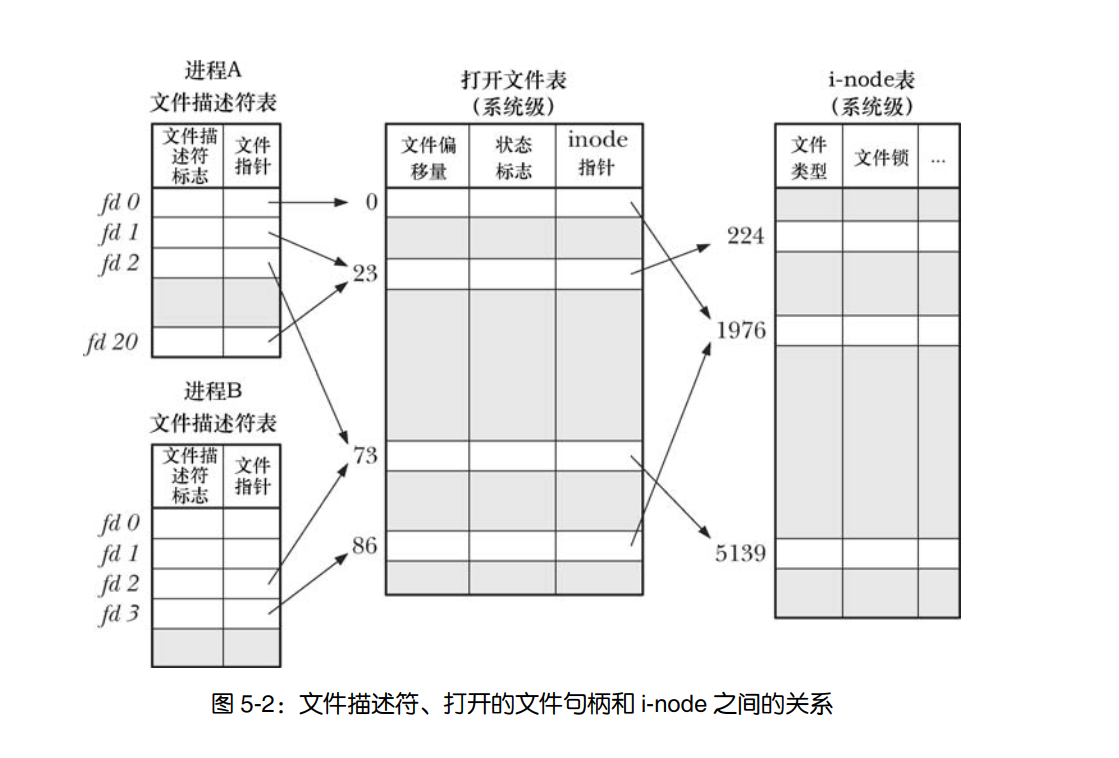 进程A
文件描述符表
文件描
述符
标志
文件
指针
fd 0
fd 1
fd 2
fd 20
进程B
文件描述符表
文件描
述符
标志
文件
指针
fd 0
fd 1
fd 2
fd 3
打开文件表
（系统级）
文件偏
移量
状态
标志
inode
指针
0
23
73
86
i-node表
（系统级）
文件
类型
文件锁
...
224
1976
5139
图 5-2：文件描述符、打开的文件句柄和 i-node 之间的关系